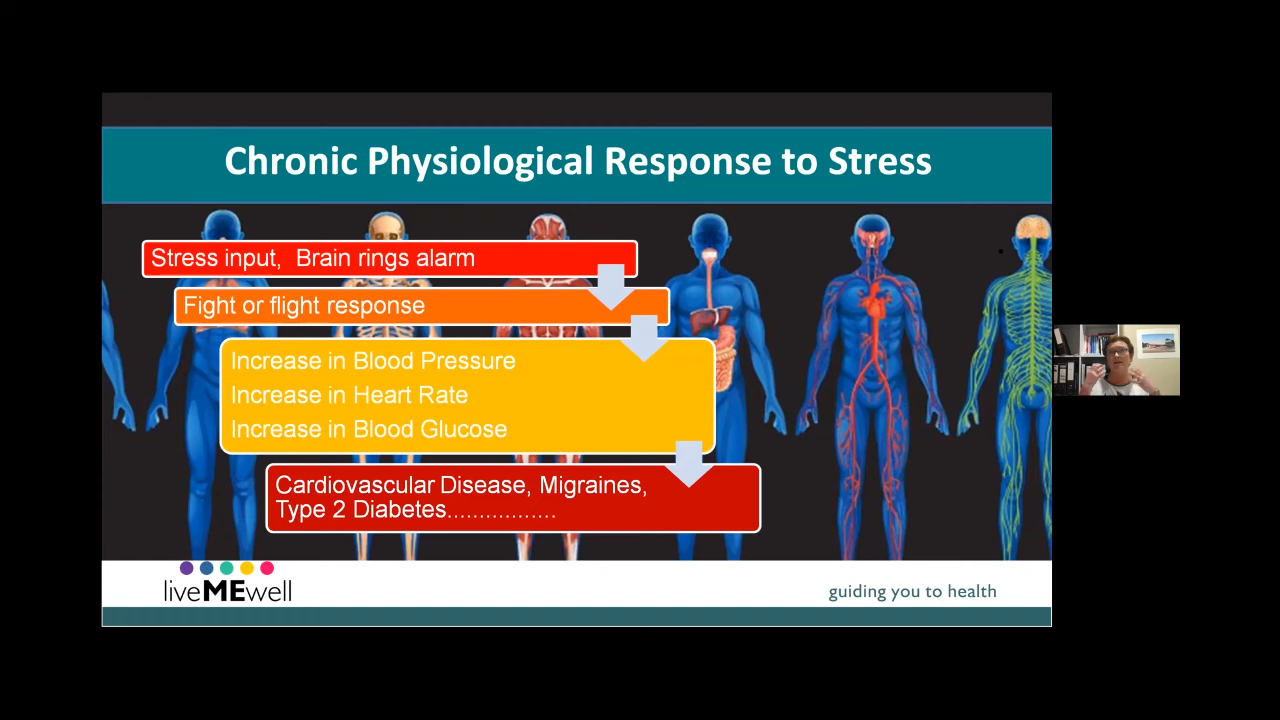 Chronic Physiological Response to Stress
Stress input, Brain rings alarm
Fight or flight response
Increase in Blood Pressure
Increase in Heart Rate
Increase in Blood Glucose
Cardiovascular Disease, Migraines,
Type 2 Diabetes.................
liveMEwell
guiding you to health